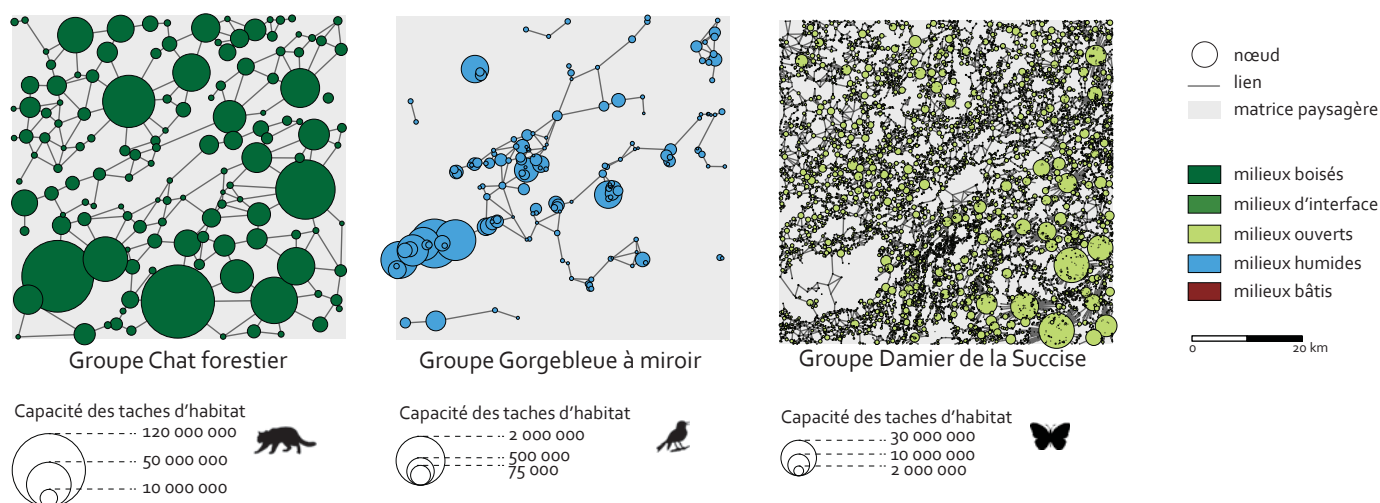 Groupe Chat forestier
Capacité des taches d'habitat
120 000 000
50 000 000
10 000 000
Groupe Gorgebleue à miroir
Capacité des taches d'habitat
2 000 000
500 000
75 000
Groupe Damier de la Succise
Capacité des taches d'habitat
30 000 000
10 000 000
2 000 000
nœud
lien
matrice paysagère
milieux boisés
milieux d'interface
milieux ouverts
milieux humides
milieux bâtis
0 20 km